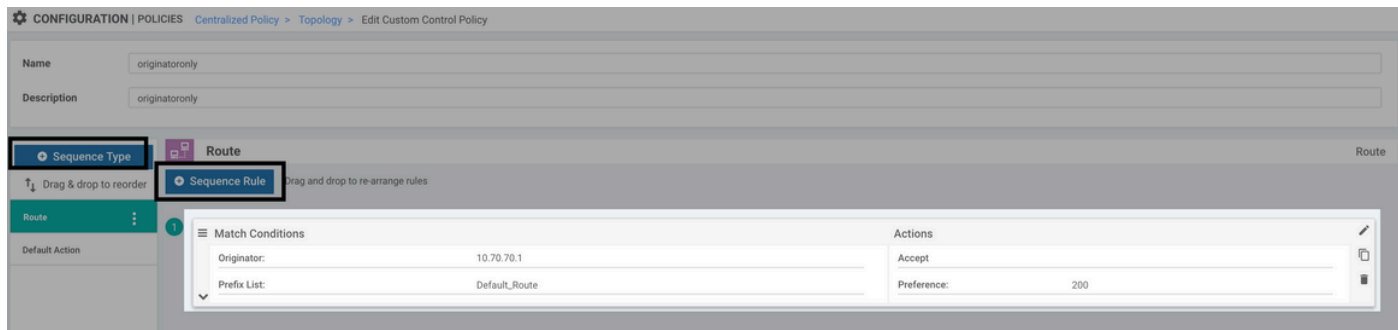 CONFIGURATION | POLICIES Centralized Policy > Topology > Edit Custom Control Policy
Name originatoronly
Description originatoronly
Sequence Type Route Route
Drag & drop to reorder Sequence Rule Drag and drop to re-arrange rules
Route
1 Match Conditions Actions
Default Action Originator: 10.70.70.1 Accept
Prefix List: Default_Route Preference: 200